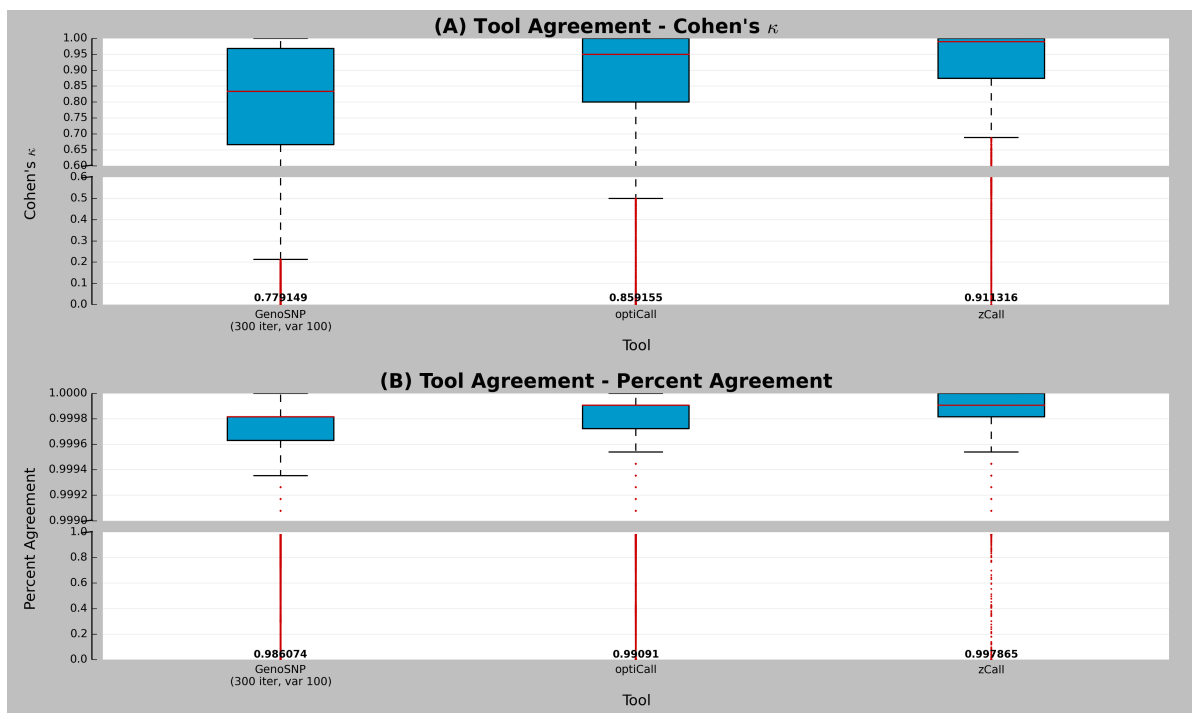 (A) Tool Agreement - Cohen's κ
Cohen's κ
1.00
0.95
0.90
0.85
0.80
0.75
0.70
0.65
0.60
0.6
0.5
0.4
0.3
0.2
0.1
0.0
0.779149
0.859155
0.911316
GenoSNP
(300 iter, var 100)
optiCall
zCall
Tool
(B) Tool Agreement - Percent Agreement
Percent Agreement
1.0000
0.9998
0.9996
0.9994
0.9992
0.9990
1.0
0.8
0.6
0.4
0.2
0.0
0.986074
0.99091
0.997865
GenoSNP
(300 iter, var 100)
optiCall
zCall
Tool